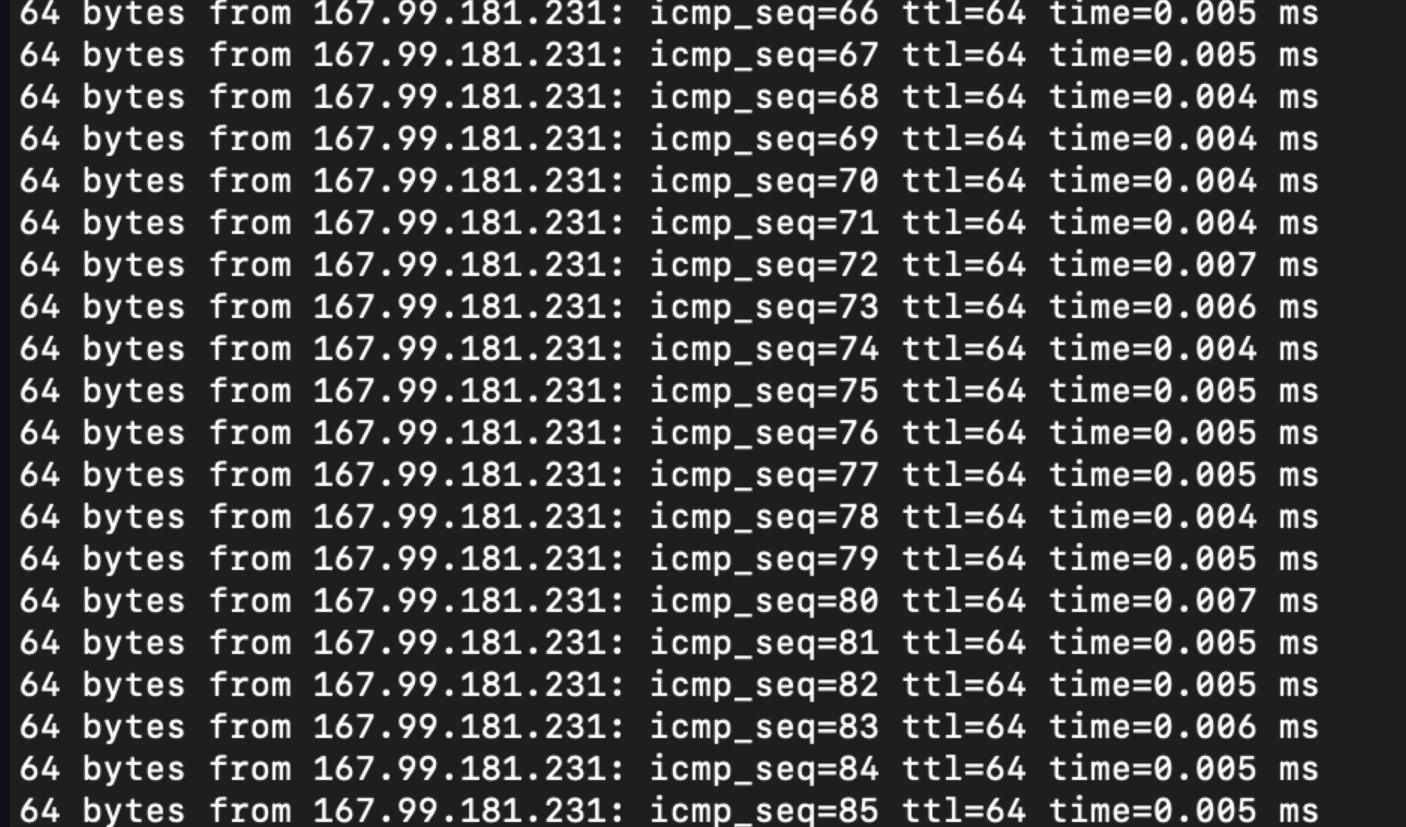 64 bytes from 167.99.181.231: icmp_seq=66 ttl=64 time=0.005 ms
64 bytes from 167.99.181.231: icmp_seq=67 ttl=64 time=0.005 ms
64 bytes from 167.99.181.231: icmp_seq=68 ttl=64 time=0.004 ms
64 bytes from 167.99.181.231: icmp_seq=69 ttl=64 time=0.004 ms
64 bytes from 167.99.181.231: icmp_seq=70 ttl=64 time=0.004 ms
64 bytes from 167.99.181.231: icmp_seq=71 ttl=64 time=0.004 ms
64 bytes from 167.99.181.231: icmp_seq=72 ttl=64 time=0.007 ms
64 bytes from 167.99.181.231: icmp_seq=73 ttl=64 time=0.006 ms
64 bytes from 167.99.181.231: icmp_seq=74 ttl=64 time=0.004 ms
64 bytes from 167.99.181.231: icmp_seq=75 ttl=64 time=0.005 ms
64 bytes from 167.99.181.231: icmp_seq=76 ttl=64 time=0.005 ms
64 bytes from 167.99.181.231: icmp_seq=77 ttl=64 time=0.005 ms
64 bytes from 167.99.181.231: icmp_seq=78 ttl=64 time=0.004 ms
64 bytes from 167.99.181.231: icmp_seq=79 ttl=64 time=0.005 ms
64 bytes from 167.99.181.231: icmp_seq=80 ttl=64 time=0.007 ms
64 bytes from 167.99.181.231: icmp_seq=81 ttl=64 time=0.005 ms
64 bytes from 167.99.181.231: icmp_seq=82 ttl=64 time=0.005 ms
64 bytes from 167.99.181.231: icmp_seq=83 ttl=64 time=0.006 ms
64 bytes from 167.99.181.231: icmp_seq=84 ttl=64 time=0.005 ms
64 bytes from 167.99.181.231: icmp_seq=85 ttl=64 time=0.005 ms